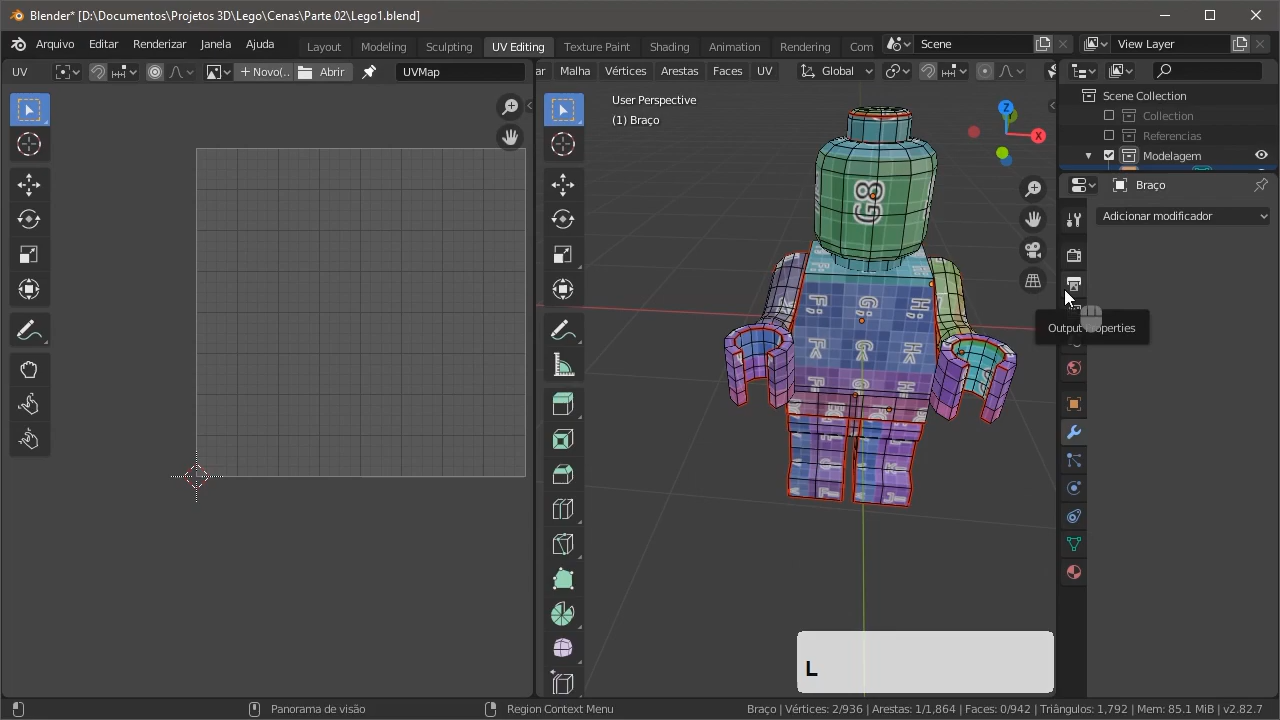 Blender* [D:\Documentos\Projetos 3D\Lego\Cenas\Parte 02\Lego1.blend]
Arquivo Editar Renderizar Janela Ajuda Layout Modeling Sculpting UV Editing Texture Paint Shading Animation Rendering Com Scene View Layer
UV Novo(.. Abrir UVMap ar Malha Vértices Arestas Faces UV Global
User Perspective
(1) Braço
Scene Collection
Collection
Referencias
Modelagem
Braço
Adicionar modificador
Z
X
G8
F: G: H:
Output Properties
L
Panorama de visão Region Context Menu Braço | Vértices: 2/936 | Arestas: 1/1,864 | Faces: 0/942 | Triângulos: 1,792 | Mem: 85.1 MiB | v2.82.7